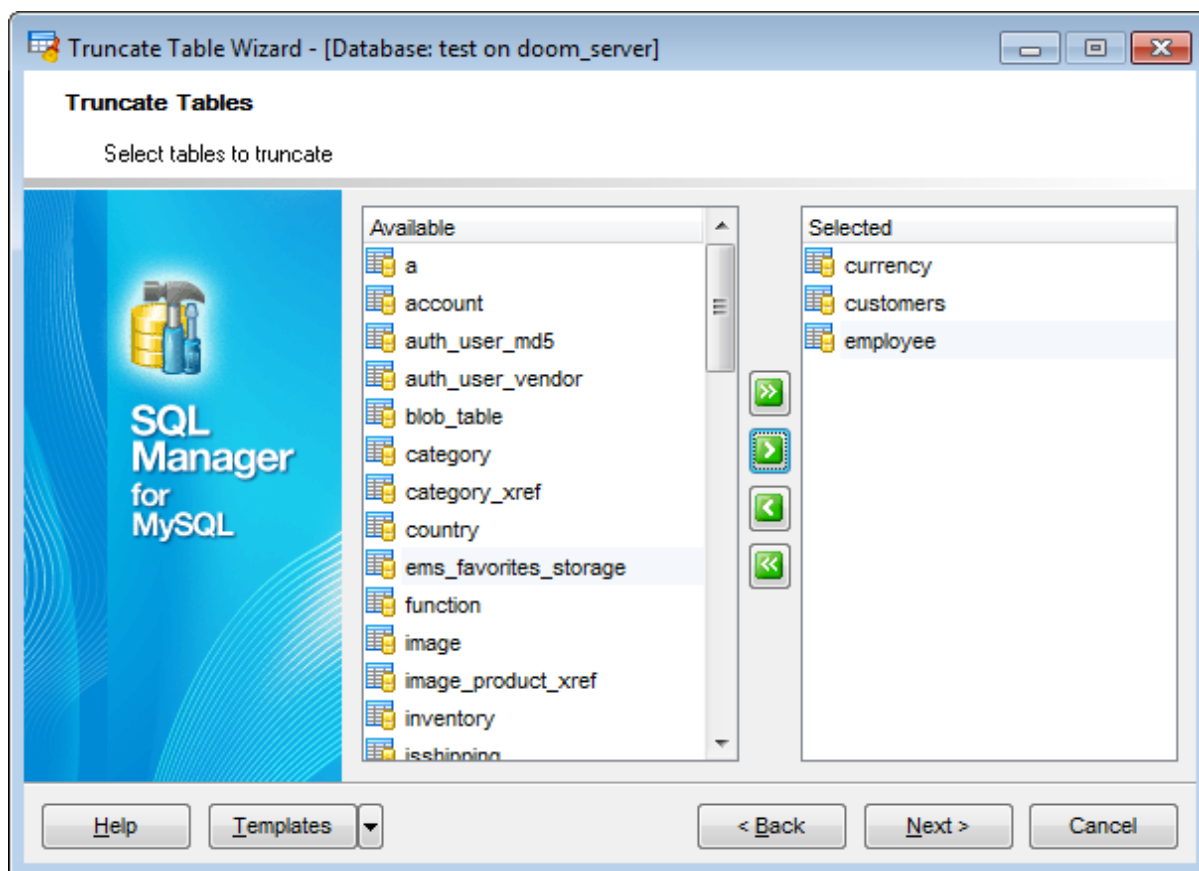 Truncate Table Wizard - [Database: test on doom_server]
Truncate Tables
Select tables to truncate
SQL
Manager
for
MySQL
Available
a
account
auth_user_md5
auth_user_vendor
blob_table
category
category_xref
country
ems_favorites_storage
function
image
image_product_xref
inventory
isshipping
Selected
currency
customers
employee
Help
Templates
< Back
Next >
Cancel